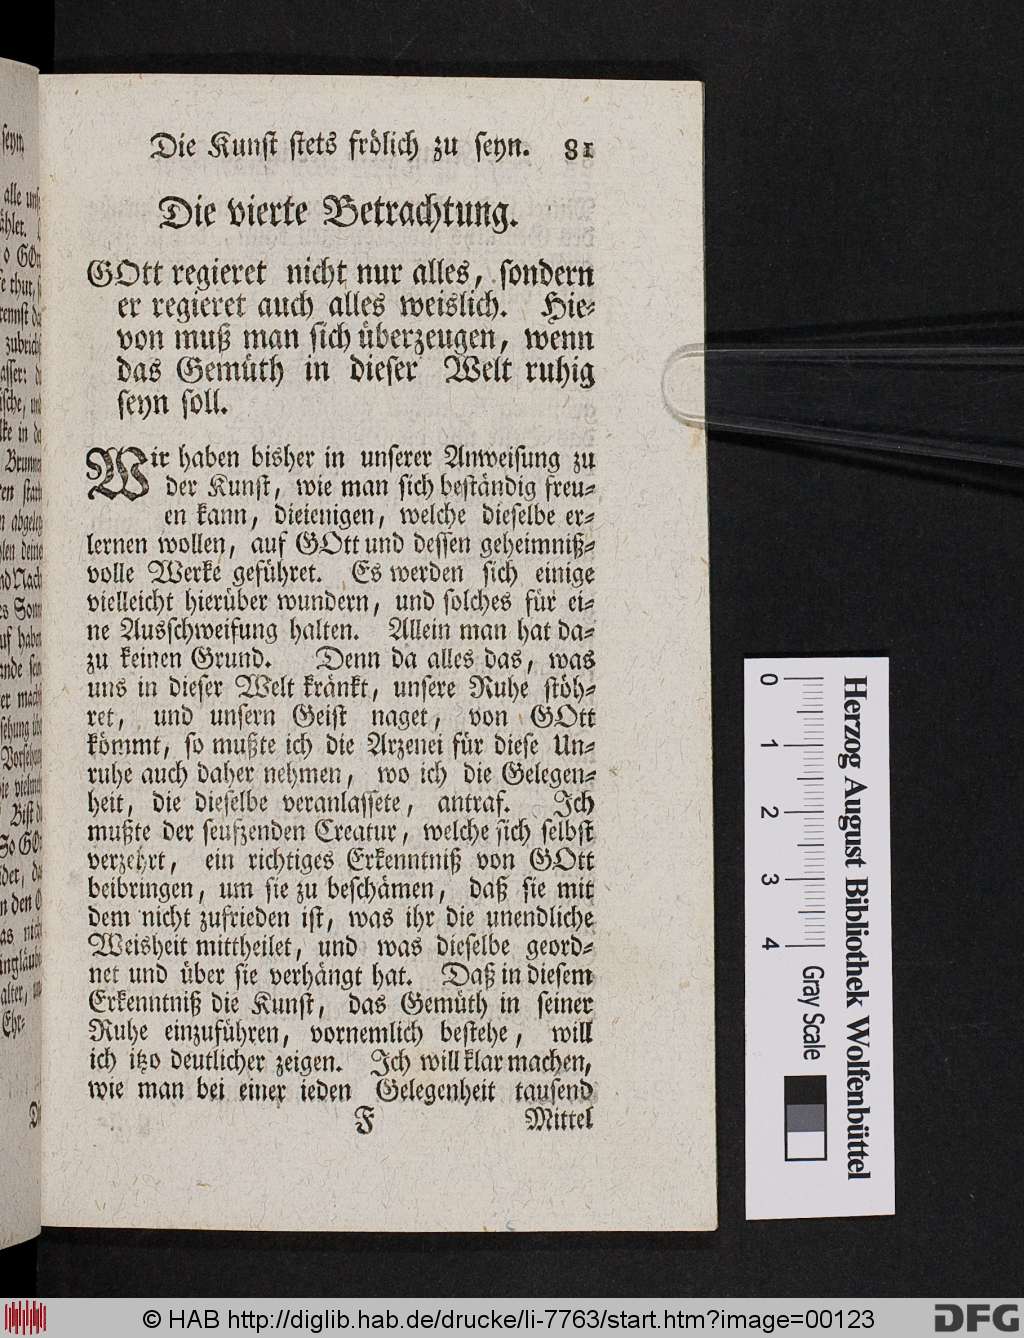 Die Kunst stets frölich zu seyn. 81
Die vierte Betrachtung.
GOtt regieret nicht nur alles, sondern
er regieret auch alles weislich. Hie-
von muß man sich überzeugen, wenn
das Gemüth in dieser Welt ruhig
seyn soll.
Wir haben bisher in unserer Anweisung zu
der Kunst, wie man sich beständig freu-
en kann, dieienigen, welche dieselbe er-
lernen wollen, auf GOtt und dessen geheimniß-
volle Werke geführet. Es werden sich einige
vielleicht hierüber wundern, und solches für ei-
ne Ausschweifung halten. Allein man hat da-
zu keinen Grund. Denn da alles das, was
uns in dieser Welt kränkt, unsere Ruhe stöh-
ret, und unsern Geist naget, von GOtt
kömmt, so mußte ich die Arzenei für diese Un-
ruhe auch daher nehmen, wo ich die Gelegen-
heit, die dieselbe veranlassete, antraf. Ich
mußte der seufzenden Creatur, welche sich selbst
verzehrt, ein richtiges Erkenntniß von GOtt
beibringen, um sie zu beschämen, daß sie mit
dem nicht zufrieden ist, was ihr die unendliche
Weisheit mittheilet, und was dieselbe geord-
net und über sie verhängt hat. Daß in diesem
Erkenntniß die Kunst, das Gemüth in seiner
Ruhe einzuführen, vornemlich bestehe, will
ich itzo deutlicher zeigen. Ich will klar machen,
wie man bei einer ieden Gelegenheit tausend
F Mittel
0 1 2 3 4 Gray Scale
Herzog August Bibliothek Wolfenbüttel
© HAB http://diglib.hab.de/drucke/li-7763/start.htm?image=00123
DFG